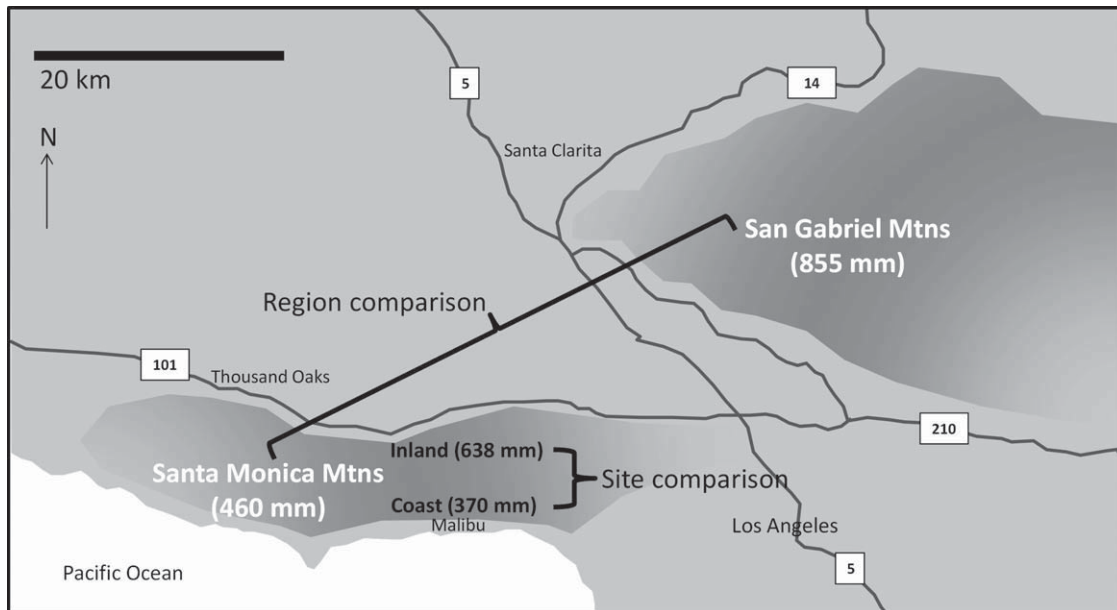 20 km
N
5
14
Santa Clarita
San Gabriel Mtns
(855 mm)
Region comparison
101
Thousand Oaks
210
Santa Monica Mtns
(460 mm)
Inland (638 mm)
Site comparison
Coast (370 mm)
Malibu
Los Angeles
Pacific Ocean
5